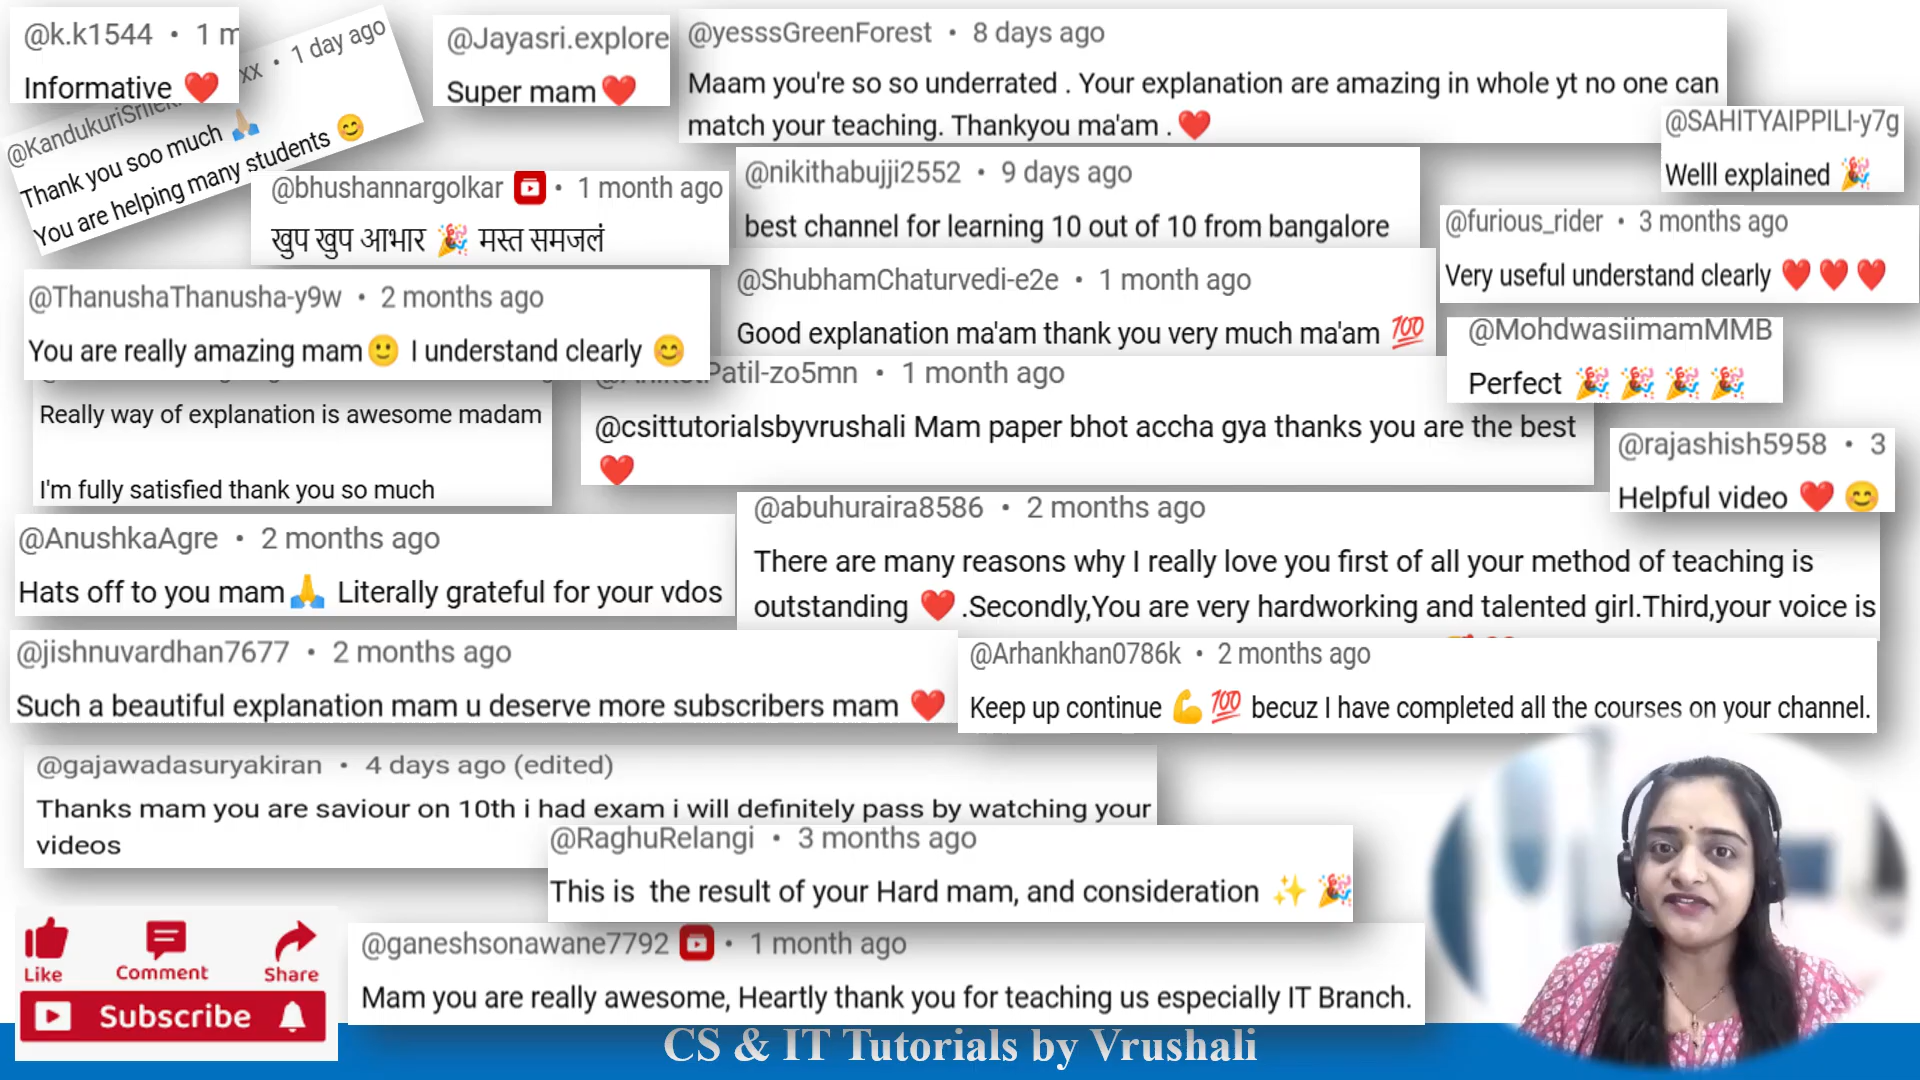 @k.k1544 • 1 m
Informative ❤️
xx • 1 day ago
Thank you soo much 🙏🏼
You are helping many students 😊
@Jayasri.explore
Super mam❤️
@yesssGreenForest • 8 days ago
Maam you're so so underrated . Your explanation are amazing in whole yt no one can
match your teaching. Thankyou ma'am . ❤️
@SAHITYAIPPILI-y7g
Welll explained 🎉
@bhushannargolkar • 1 month ago
खुप खुप आभार 🎉 मस्त समजलं
@nikithabujji2552 • 9 days ago
best channel for learning 10 out of 10 from bangalore
@furious_rider • 3 months ago
Very useful understand clearly ❤️❤️❤️
@ThanushaThanusha-y9w • 2 months ago
You are really amazing mam🙂 I understand clearly 😊
@ShubhamChaturvedi-e2e • 1 month ago
Good explanation ma'am thank you very much ma'am 💯
@MohdwasiimamMMB
Perfect 🎉 🎉 🎉 🎉
Really way of explanation is awesome madam
I'm fully satisfied thank you so much
Patil-zo5mn • 1 month ago
@csittutorialsbyvrushali Mam paper bhot accha gya thanks you are the best
❤️
@rajashish5958 • 3
Helpful video ❤️ 😊
@AnushkaAgre • 2 months ago
Hats off to you mam🙏 Literally grateful for your vdos
@abuhuraira8586 • 2 months ago
There are many reasons why I really love you first of all your method of teaching is
outstanding ❤️.Secondly,You are very hardworking and talented girl.Third,your voice is
@jishnuvardhan7677 • 2 months ago
Such a beautiful explanation mam u deserve more subscribers mam ❤️
@Arhankhan0786k • 2 months ago
Keep up continue 💪 💯 becuz I have completed all the courses on your channel.
@gajawadasuryakiran • 4 days ago (edited)
Thanks mam you are saviour on 10th i had exam i will definitely pass by watching your
videos
@RaghuRelangi • 3 months ago
This is the result of your Hard mam, and consideration ✨ 🎉
@ganeshsonawane7792 • 1 month ago
Mam you are really awesome, Heartly thank you for teaching us especially IT Branch.
Like
Comment
Share
Subscribe
CS & IT Tutorials by Vrushali